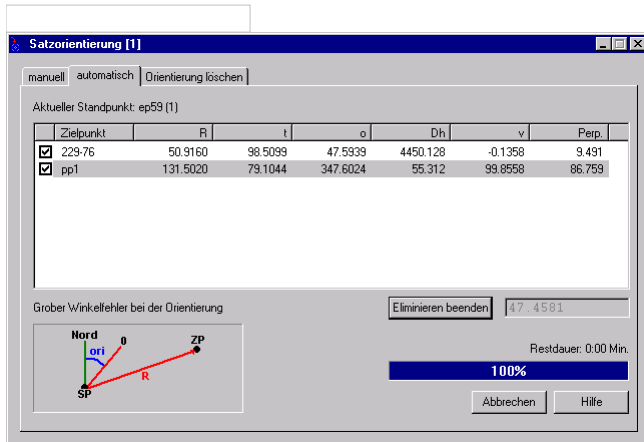 Satzorientierung [1]
manuell automatisch Orientierung löschen
Aktueller Standpunkt: ep59 (1)
Zielpunkt R t o Dh v Perp.
229-76 50.9160 98.5099 47.5939 4450.128 -0.1358 9.491
pp1 131.5020 79.1044 347.6024 55.312 99.8558 86.759
Grober Winkelfehler bei der Orientierung
Eliminieren beenden 47.4581
Nord 0 ZP
ori
R
SP
Restdauer: 0:00 Min.
100%
Abbrechen Hilfe